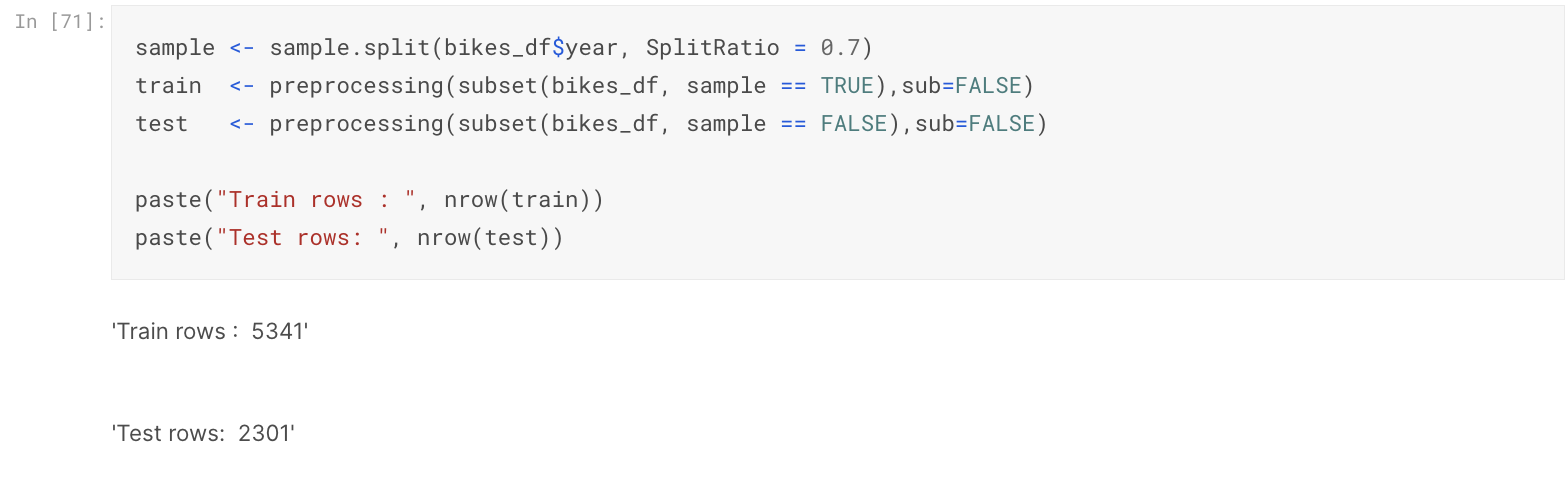 In [71]:
sample <- sample.split(bikes_df$year, SplitRatio = 0.7)
train  <- preprocessing(subset(bikes_df, sample == TRUE),sub=FALSE)
test   <- preprocessing(subset(bikes_df, sample == FALSE),sub=FALSE)
paste("Train rows : ", nrow(train))
paste("Test rows: ", nrow(test))
'Train rows :  5341'
'Test rows:  2301'